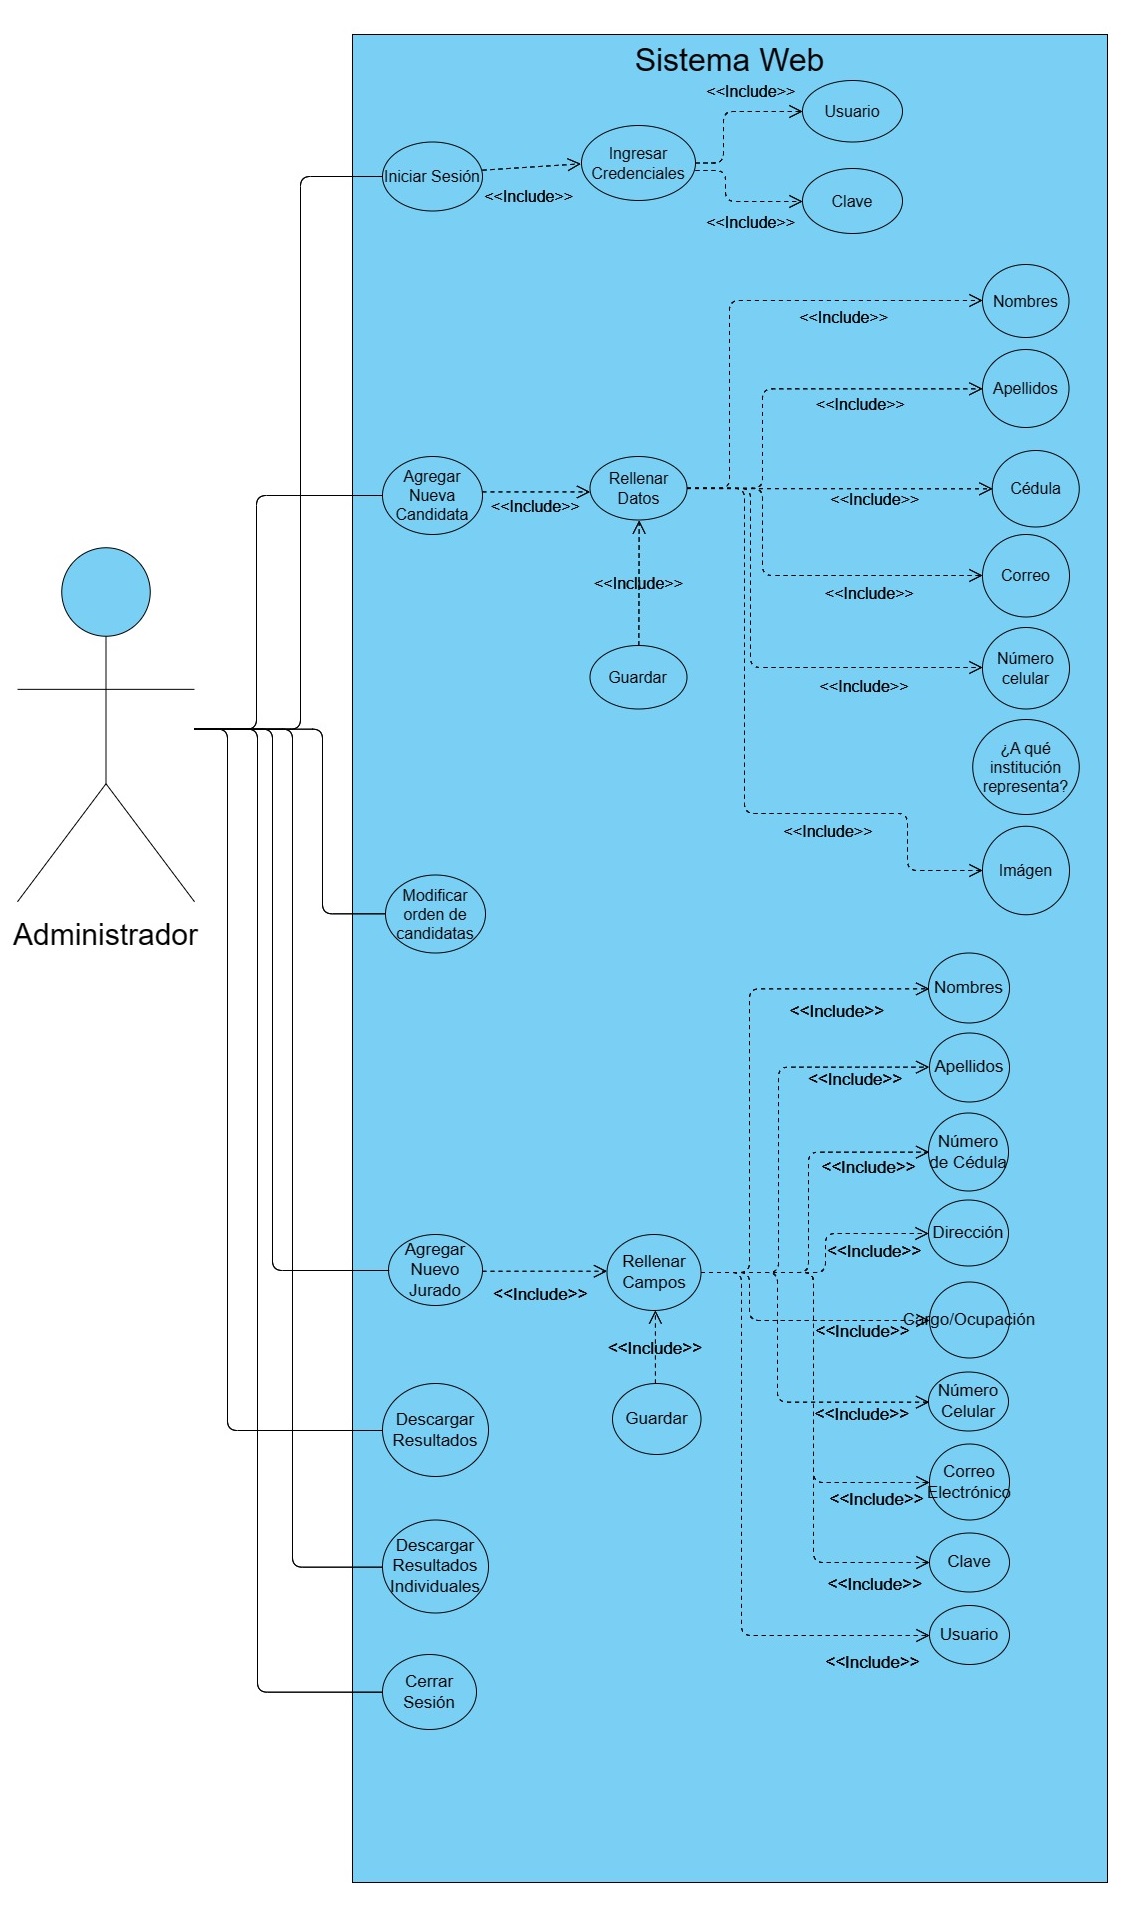 Sistema Web
<<Include>>
Usuario
Iniciar Sesión
<<Include>>
Ingresar
Credenciales
Clave
<<Include>>
Nombres
<<Include>>
Apellidos
<<Include>>
Agregar
Nueva
Candidata
<<Include>>
Rellenar
Datos
Cédula
<<Include>>
Correo
<<Include>>
<<Include>>
Guardar
Número
celular
<<Include>>
¿A qué
institución
representa?
<<Include>>
Imágen
Modificar
orden de
candidatas
Administrador
Nombres
<<Include>>
Apellidos
<<Include>>
Número
de Cédula
<<Include>>
Dirección
<<Include>>
Agregar
Nuevo
Jurado
<<Include>>
Rellenar
Campos
Cargo/Ocupación
<<Include>>
<<Include>>
Guardar
Número
Celular
<<Include>>
Descargar
Resultados
Correo
Electrónico
<<Include>>
Descargar
Resultados
Individuales
Clave
<<Include>>
Usuario
<<Include>>
Cerrar
Sesión